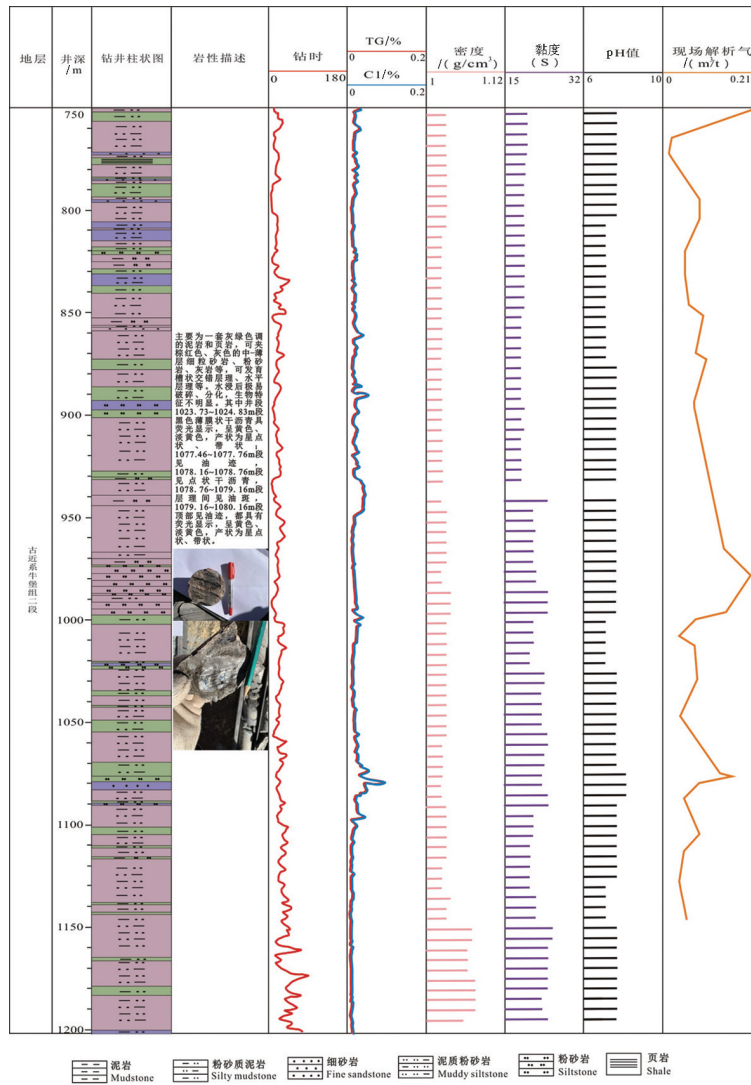 地层
井深
/m
钻井柱状图
岩性描述
钻时
0 180
TG/%
0 0.2
C1/%
0 0.2
密度
/(g/cm³)
1 1.12
黏度
(S)
15 32
pH值
6 10
现场解析气
/(m³/t)
0 0.21
750
800
850
900
950
1000
1050
1100
1150
1200
古近系牛堡组二段
主要为一套灰绿色调
的泥岩和页岩，可夹
棕红色、灰色的中-薄
层细粒砂岩、粉砂
岩、灰岩等，可发育
槽状交错层理、水平
层理等，水浸后极易
破碎、分化，生物特
征不明显。其中井段
1023.73~1024.83m段
黑色薄膜状干沥青具
荧光显示，呈黄色、
淡黄色，产状为星点
状、带状；
1077.46~1077.76m段
见油迹，
1078.16~1078.76m段
见点状干沥青，
1078.76~1079.16m段
层理间见油斑，
1079.16~1080.16m段
顶部见油迹，都具有
荧光显示，呈黄色、
淡黄色，产状为星点
状、带状。
泥岩
Mudstone
粉砂质泥岩
Silty mudstone
细砂岩
Fine sandstone
泥质粉砂岩
Muddy siltstone
粉砂岩
Siltstone
页岩
Shale